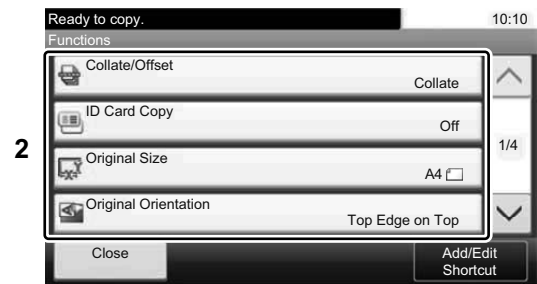 Ready to copy. 10:10
Functions
Collate/Offset
Collate
ID Card Copy
Off
2
1/4
Original Size
A4
Original Orientation
Top Edge on Top
Close
Add/Edit
Shortcut